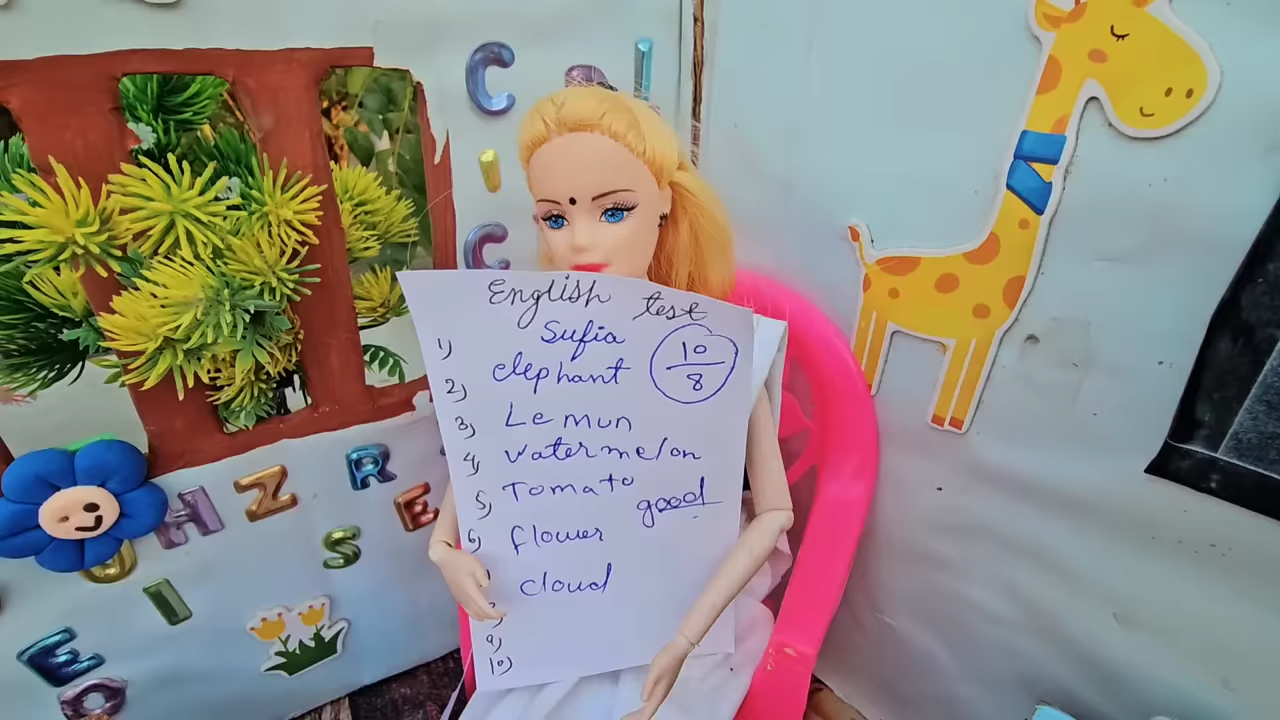 English test
Sufia
1)
elephant
10/8
2)
Lemun
3)
watermelon
4)
Tomato
5)
good
flower
6)
cloud
9)
10)
C
C
H Z R
S E
I
E